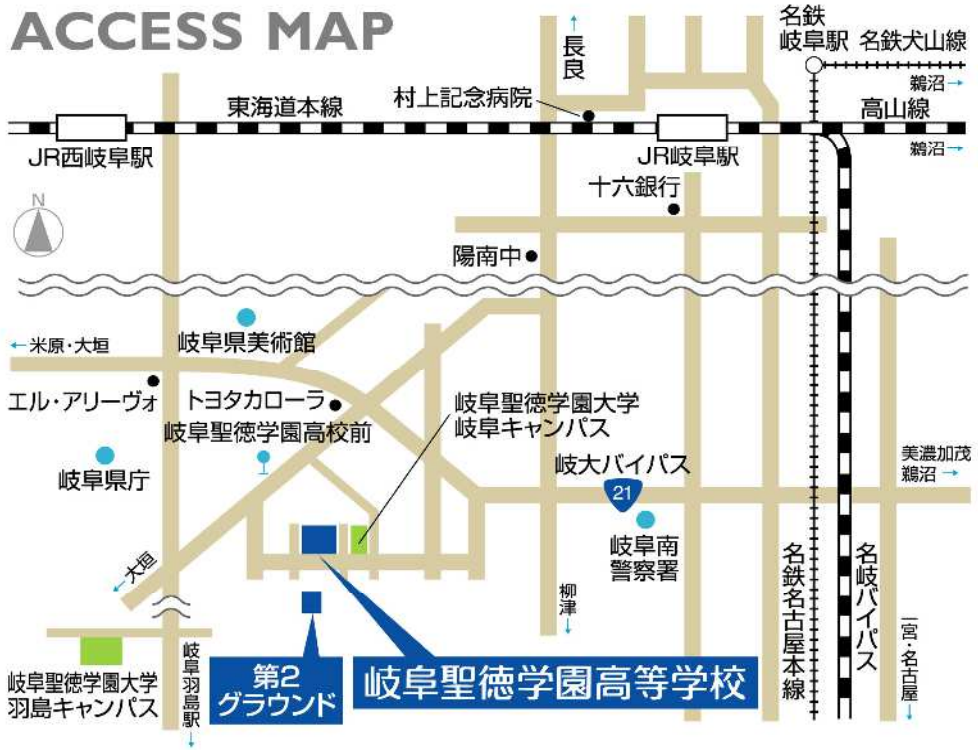 ACCESS MAP
名鉄
岐阜駅
名鉄犬山線
鵜沼
→
↑
長良
村上記念病院
東海道本線
高山線
鵜沼
→
JR西岐阜駅
JR岐阜駅
N
十六銀行
陽南中
岐阜県美術館
←米原・大垣
エル・アリーヴォ
トヨタカローラ
岐阜聖徳学園高校前
岐阜聖徳学園大学
岐阜キャンパス
岐阜県庁
岐大バイパス
21
美濃加茂
鵜沼
→
岐阜南
警察署
←大垣
柳津
↓
名鉄名古屋本線
名岐バイパス
一宮・名古屋
↓
岐阜聖徳学園大学
羽島キャンパス
岐阜羽島駅
↓
第2
グラウンド
岐阜聖徳学園高等学校